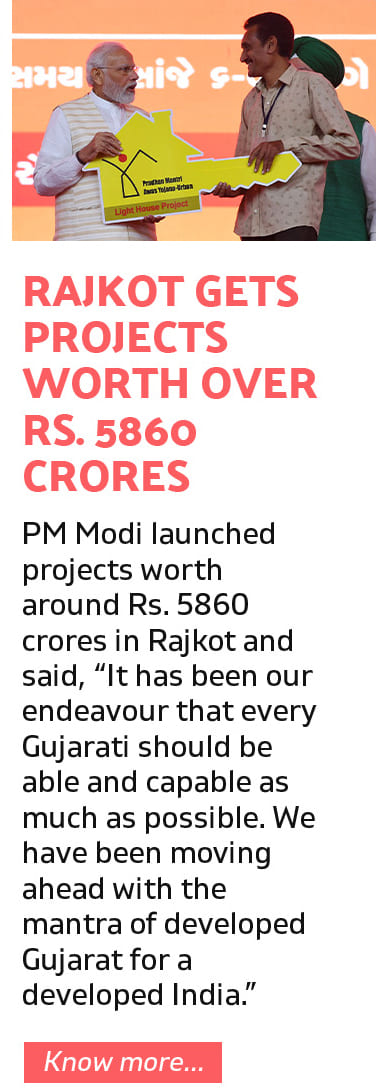 સમય સાંજે
Pradhan Mantri
Awas Yojana-Urban
Light House Project
RAJKOT GETS
PROJECTS
WORTH OVER
RS. 5860
CRORES
PM Modi launched
projects worth
around Rs. 5860
crores in Rajkot and
said, “It has been our
endeavour that every
Gujarati should be
able and capable as
much as possible. We
have been moving
ahead with the
mantra of developed
Gujarat for a
developed India.”
Know more...